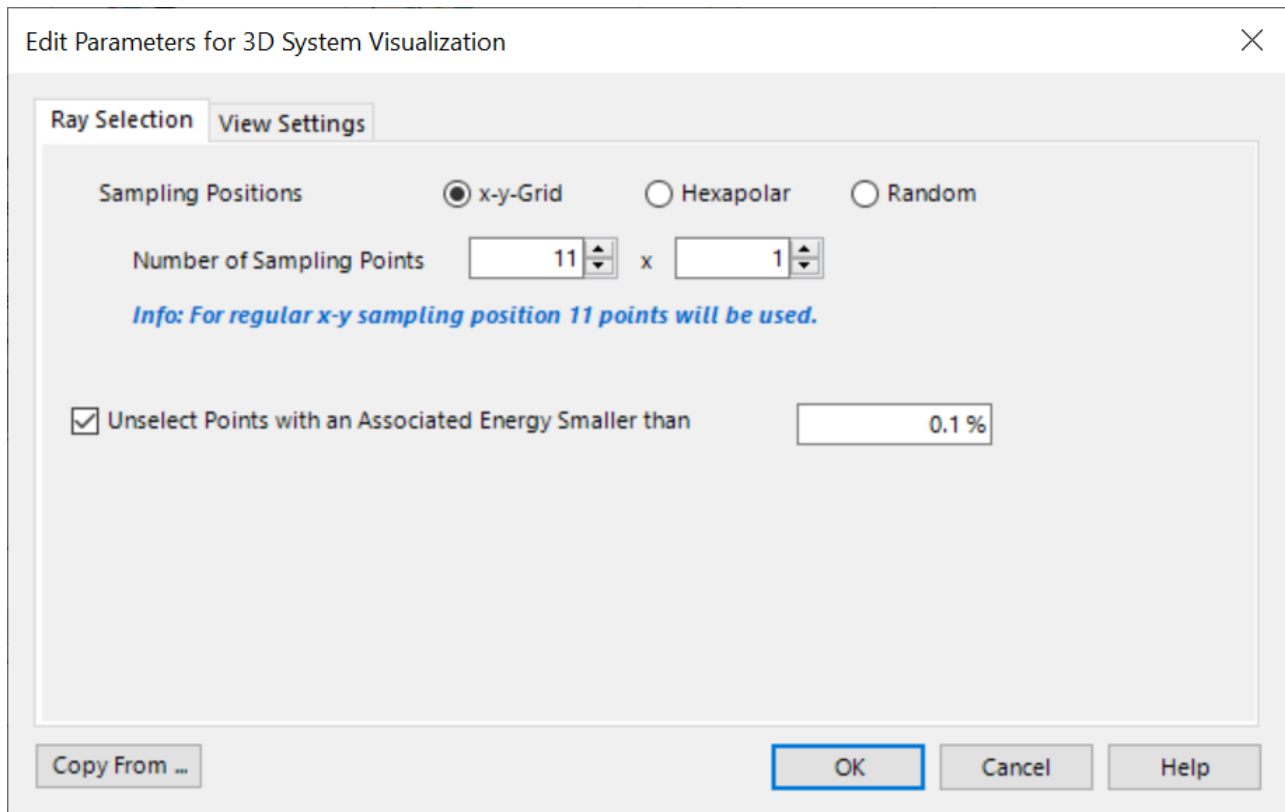 Edit Parameters for 3D System Visualization
Ray Selection View Settings
Sampling Positions x-y-Grid Hexapolar Random
Number of Sampling Points 11 x 1
Info: For regular x-y sampling position 11 points will be used.
Unselect Points with an Associated Energy Smaller than 0.1 %
Copy From ... OK Cancel Help